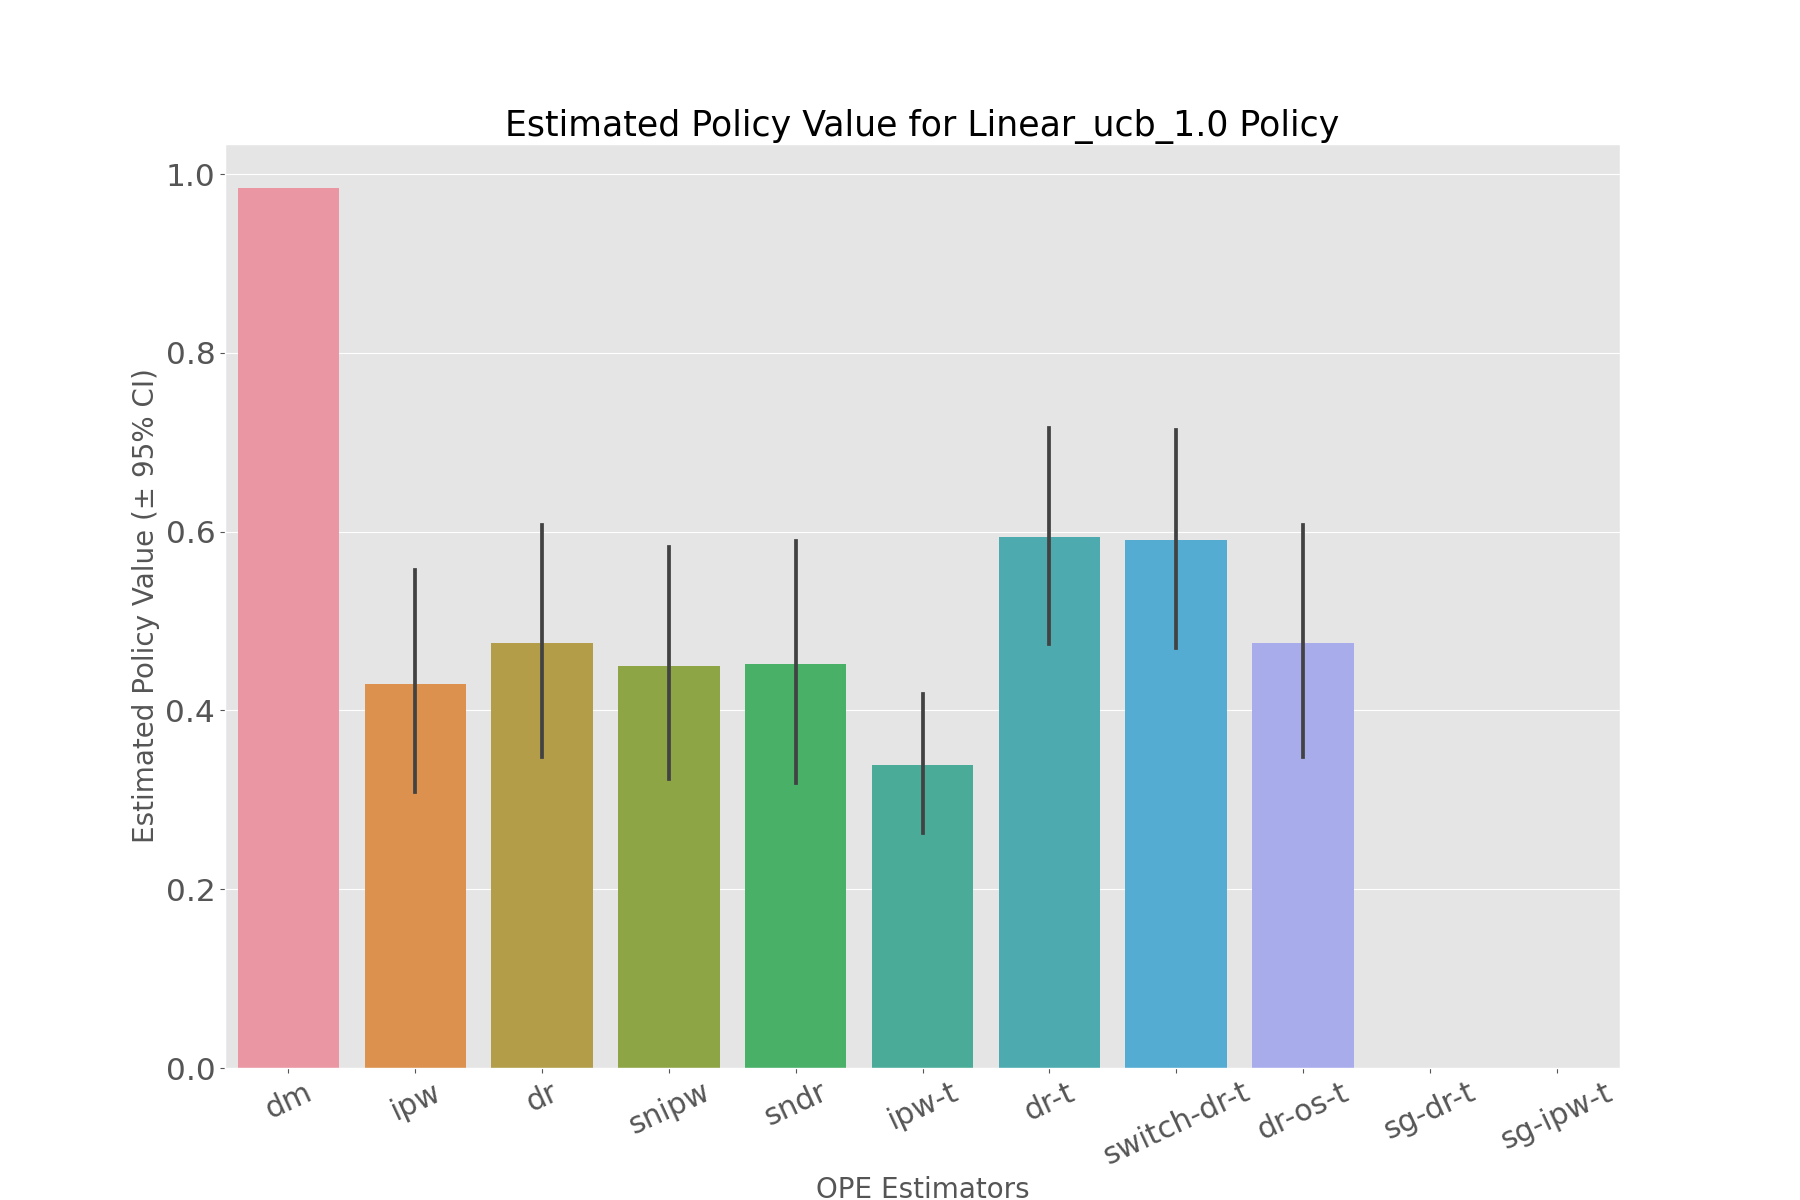 Estimated Policy Value for Linear_ucb_1.0 Policy
Estimated Policy Value (± 95% CI)
1.0
0.8
0.6
0.4
0.2
0.0
dm
ipw
dr
snipw
sndr
ipw-t
dr-t
switch-dr-t
dr-os-t
sg-dr-t
sg-ipw-t
OPE Estimators